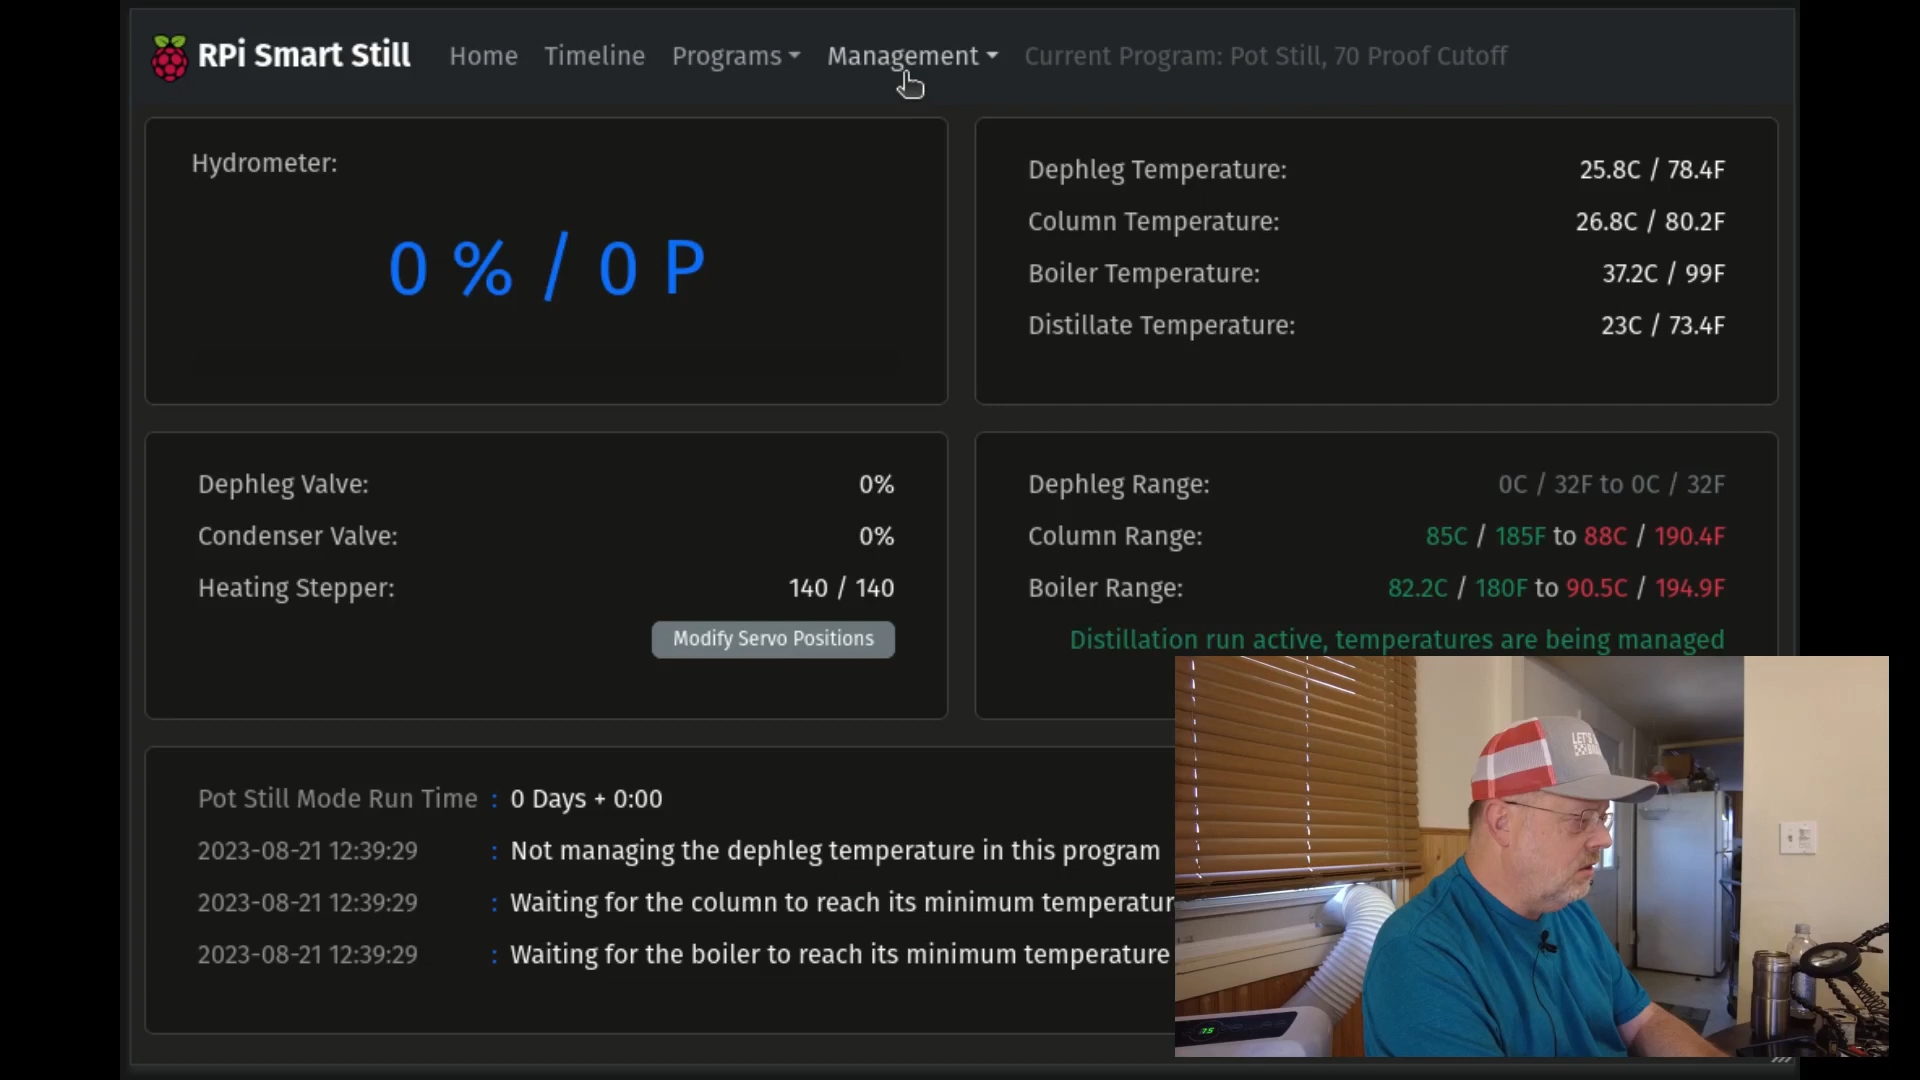 RPi Smart Still Home Timeline Programs Management Current Program: Pot Still, 70 Proof Cutoff
Hydrometer:
0 % / 0 P
Dephleg Temperature: 25.8C / 78.4F
Column Temperature: 26.8C / 80.2F
Boiler Temperature: 37.2C / 99F
Distillate Temperature: 23C / 73.4F
Dephleg Valve: 0%
Condenser Valve: 0%
Heating Stepper: 140 / 140
Modify Servo Positions
Dephleg Range: 0C / 32F to 0C / 32F
Column Range: 85C / 185F to 88C / 190.4F
Boiler Range: 82.2C / 180F to 90.5C / 194.9F
Distillation run active, temperatures are being managed
Pot Still Mode Run Time : 0 Days + 0:00
2023-08-21 12:39:29 : Not managing the dephleg temperature in this program
2023-08-21 12:39:29 : Waiting for the column to reach its minimum temperatur
2023-08-21 12:39:29 : Waiting for the boiler to reach its minimum temperature
LET'S
75